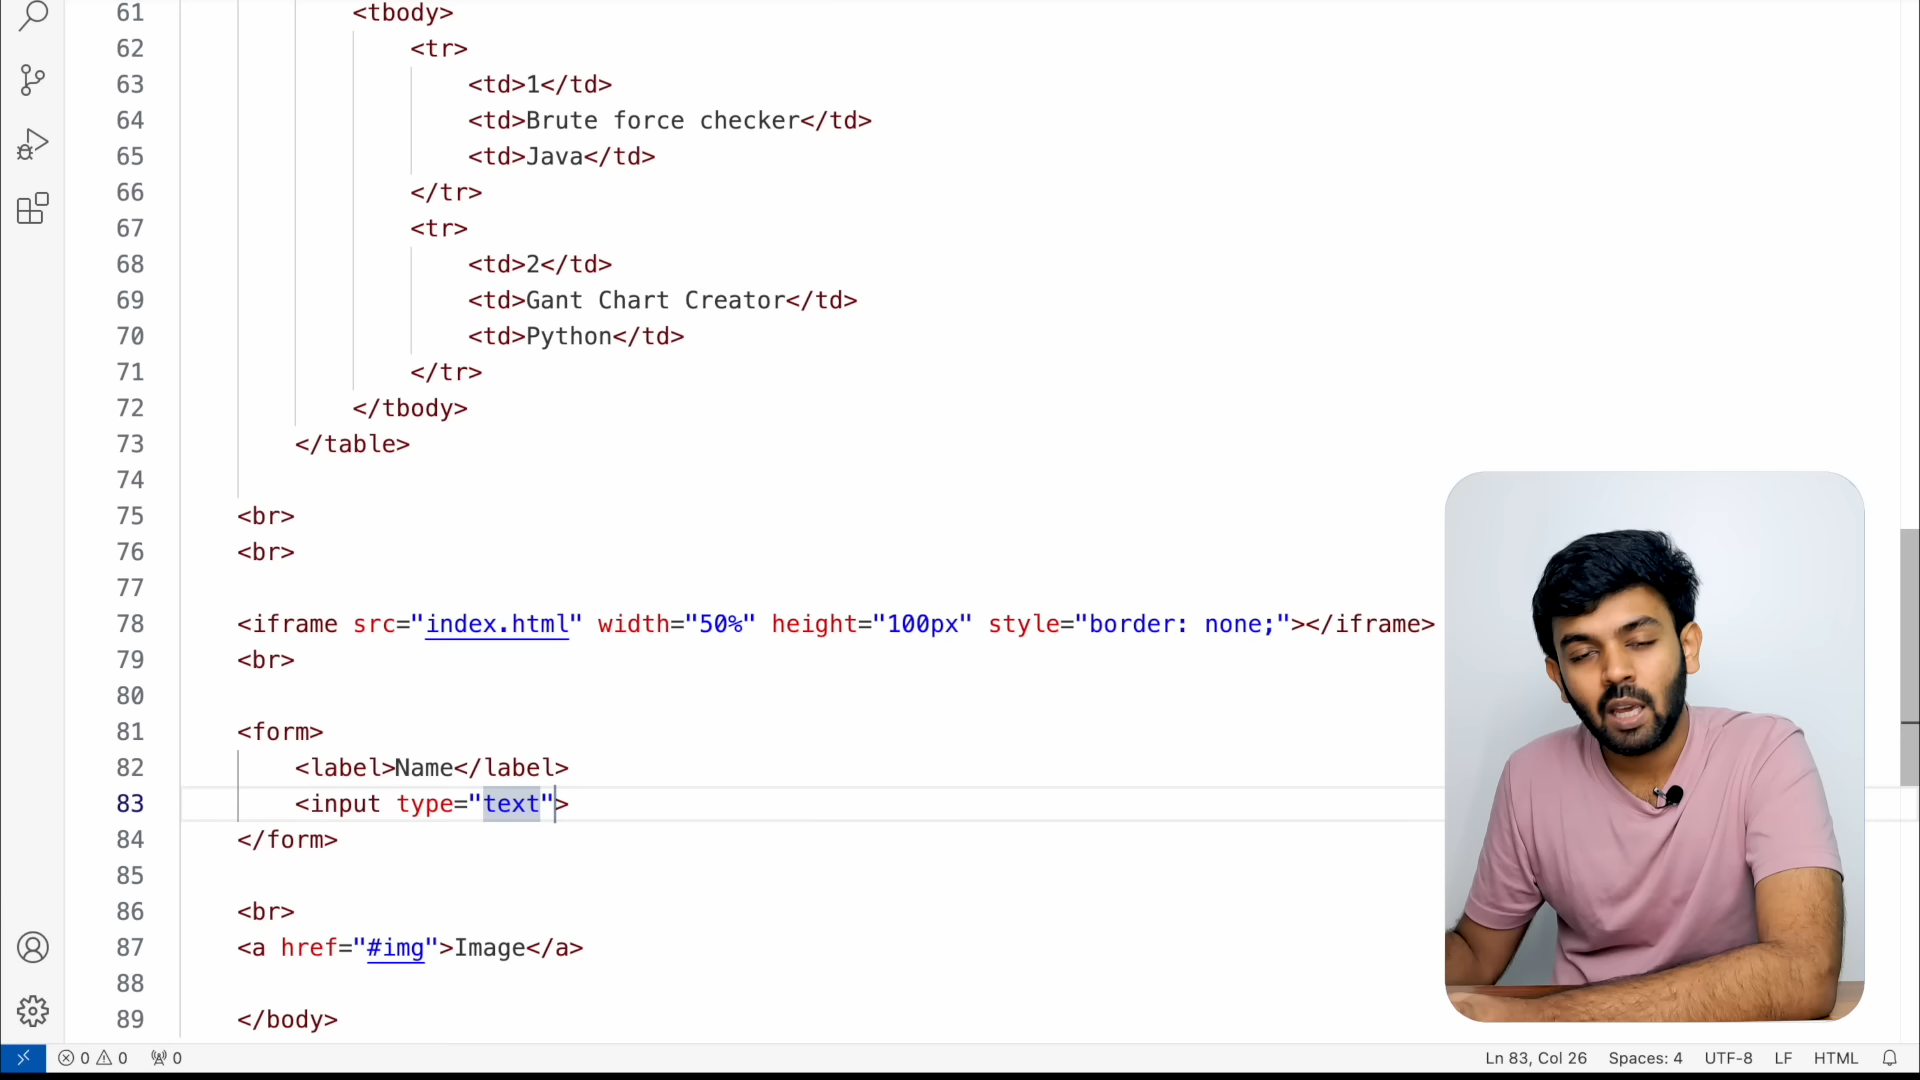 61 <tbody>
62 <tr>
63 <td>1</td>
64 <td>Brute force checker</td>
65 <td>Java</td>
66 </tr>
67 <tr>
68 <td>2</td>
69 <td>Gant Chart Creator</td>
70 <td>Python</td>
71 </tr>
72 </tbody>
73 </table>
74
75 <br>
76 <br>
77
78 <iframe src="index.html" width="50%" height="100px" style="border: none;"></iframe>
79 <br>
80
81 <form>
82 <label>Name</label>
83 <input type="text">
84 </form>
85
86 <br>
87 <a href="#img">Image</a>
88
89 </body>
0 0 0 Ln 83, Col 26 Spaces: 4 UTF-8 LF HTML